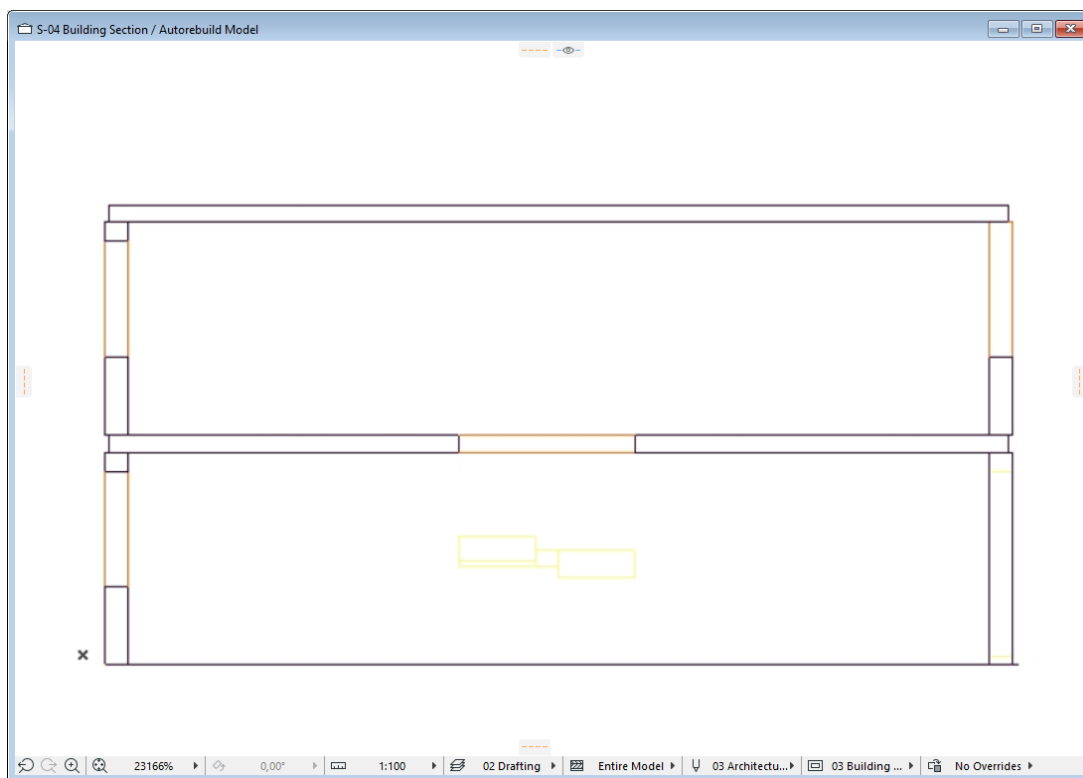 S-04 Building Section / Autorebuild Model
23166% 0,00° 1:100 02 Drafting Entire Model 03 Architectu... 03 Building ... No Overrides